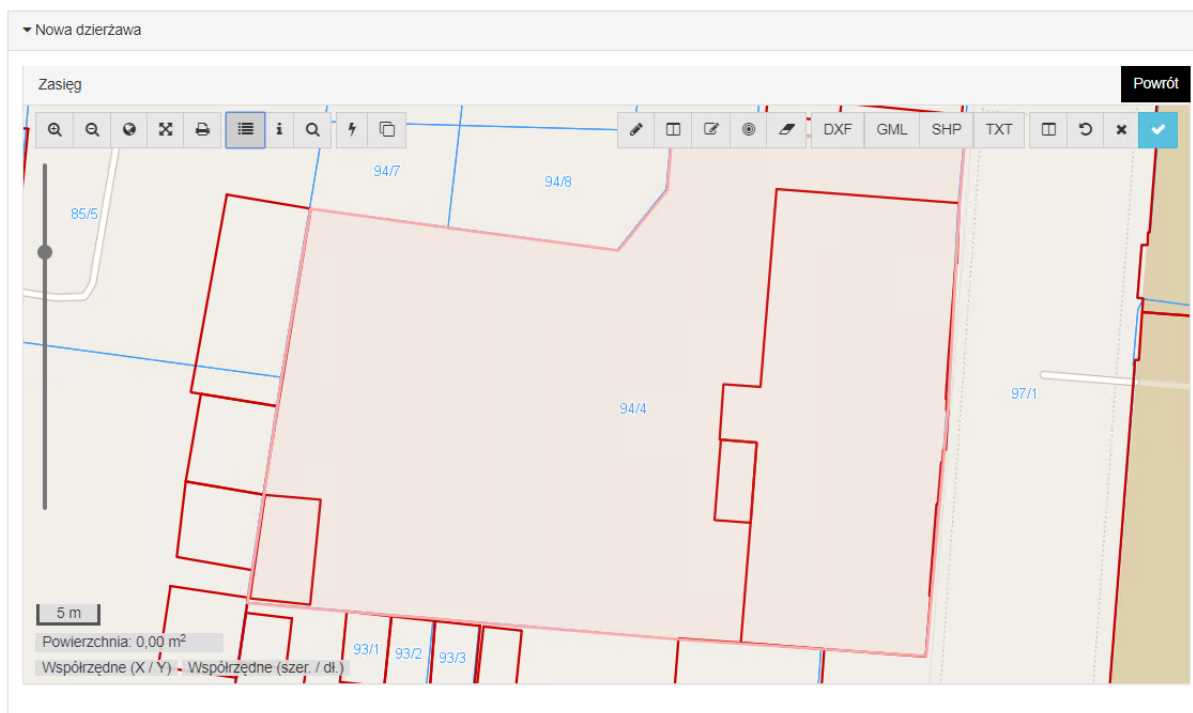 Nowa dzierżawa
Zasięg
Powrót
DXF GML SHP TXT
94/7
94/8
85/5
94/4
97/1
5 m
Powierzchnia: 0,00 m²
93/1 93/2 93/3
Współrzędne (X / Y) - Współrzędne (szer. / dł.)